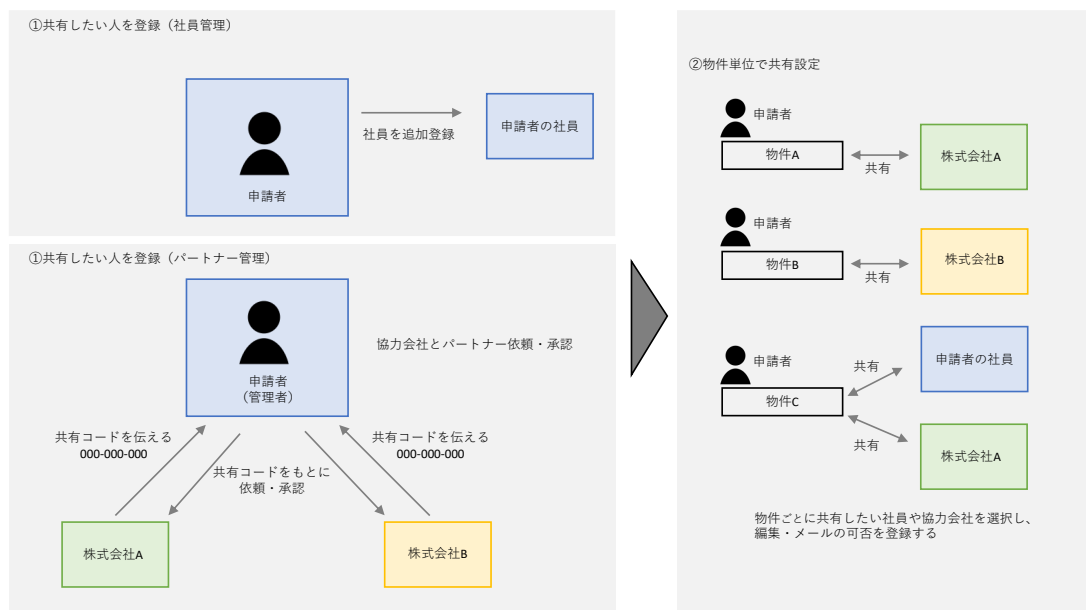 ①共有したい人を登録（社員管理）
申請者
社員を追加登録
申請者の社員
①共有したい人を登録（パートナー管理）
申請者
（管理者）
協力会社とパートナー依頼・承認
共有コードを伝える
000-000-000
共有コードを伝える
000-000-000
共有コードをもとに
依頼・承認
株式会社A
株式会社B
②物件単位で共有設定
申請者
物件A
共有
株式会社A
申請者
物件B
共有
株式会社B
申請者
物件C
共有
申請者の社員
共有
株式会社A
物件ごとに共有したい社員や協力会社を選択し、
編集・メールの可否を登録する